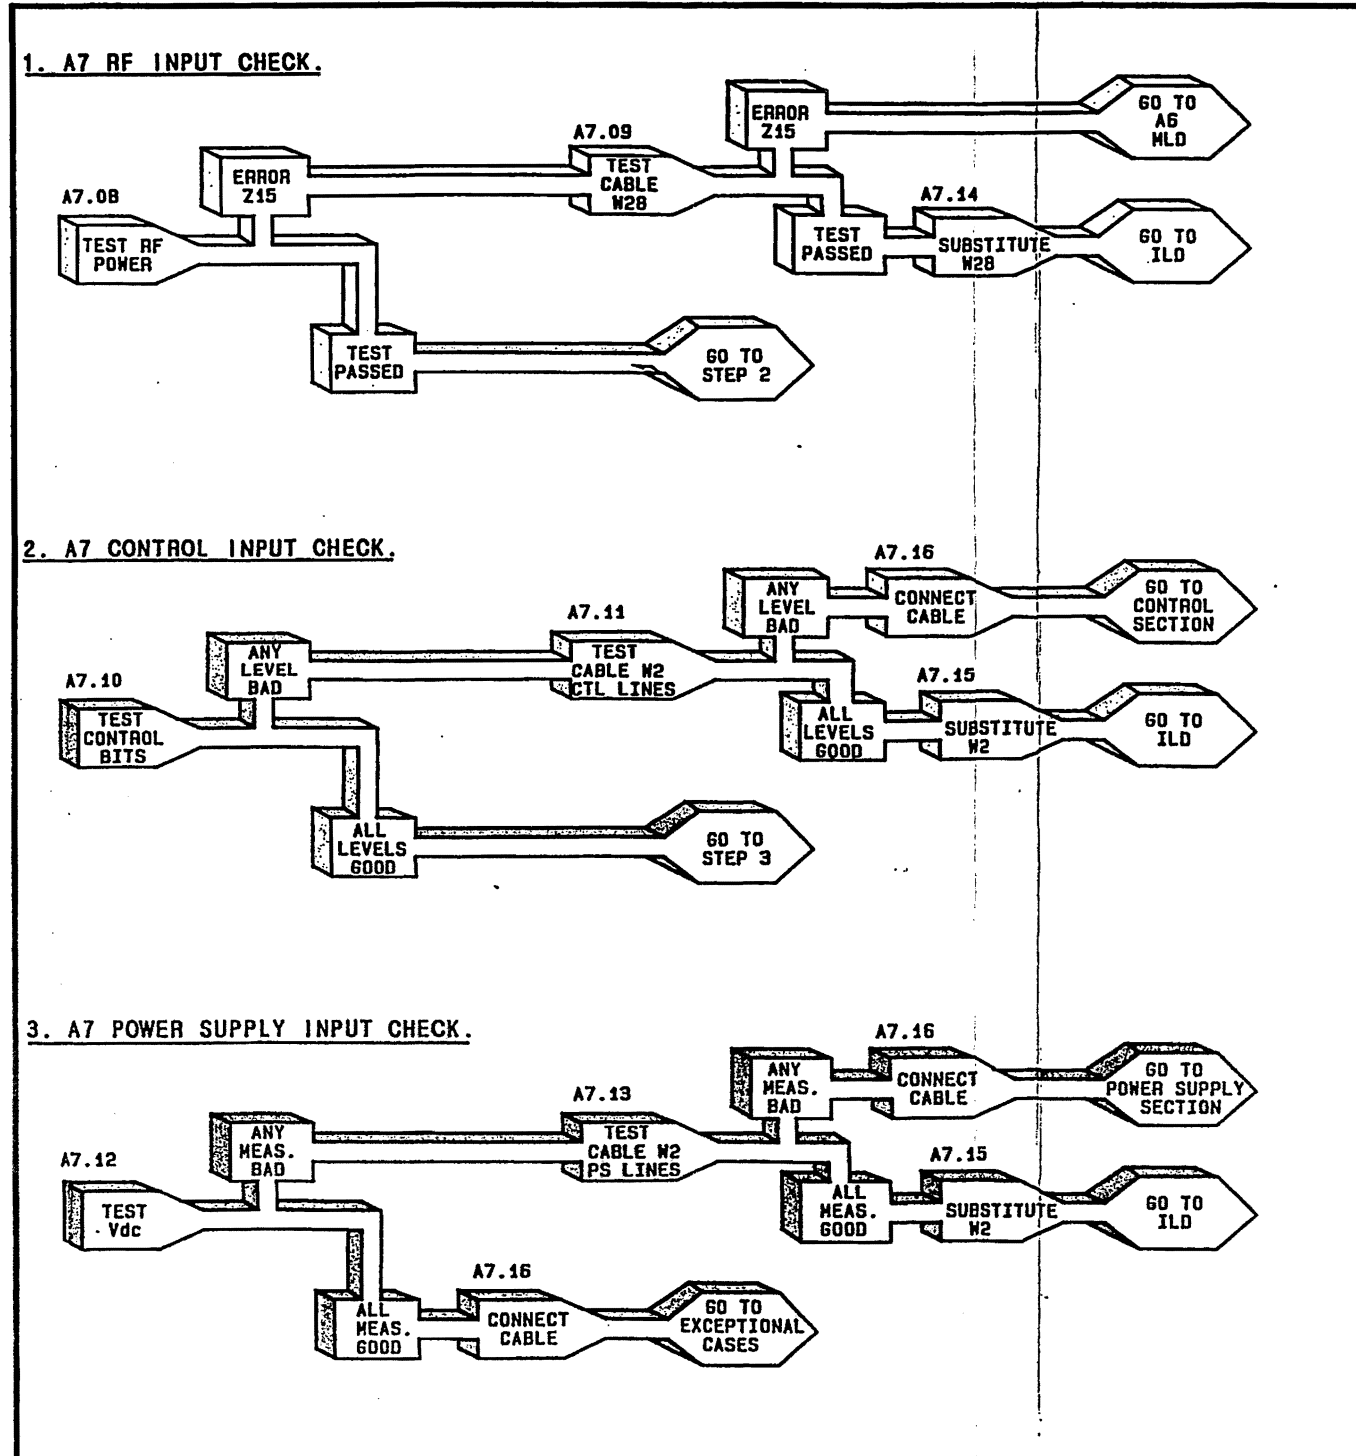 1. A7 RF INPUT CHECK.
ERROR
Z15
GO TO
A6
MLD
A7.09
TEST
CABLE
W28
ERROR
Z15
A7.08
TEST RF
POWER
TEST
PASSED
A7.14
SUBSTITUTE
W28
GO TO
ILD
TEST
PASSED
GO TO
STEP 2
2. A7 CONTROL INPUT CHECK.
A7.16
ANY
LEVEL
BAD
CONNECT
CABLE
GO TO
CONTROL
SECTION
A7.11
TEST
CABLE W2
CTL LINES
ANY
LEVEL
BAD
A7.10
TEST
CONTROL
BITS
A7.15
ALL
LEVELS
GOOD
SUBSTITUTE
W2
GO TO
ILD
ALL
LEVELS
GOOD
GO TO
STEP 3
3. A7 POWER SUPPLY INPUT CHECK.
A7.16
ANY
MEAS.
BAD
CONNECT
CABLE
GO TO
POWER SUPPLY
SECTION
A7.13
TEST
CABLE W2
PS LINES
ANY
MEAS.
BAD
A7.12
TEST
Vdc
A7.15
ALL
MEAS.
GOOD
SUBSTITUTE
W2
GO TO
ILD
A7.16
ALL
MEAS.
GOOD
CONNECT
CABLE
GO TO
EXCEPTIONAL
CASES